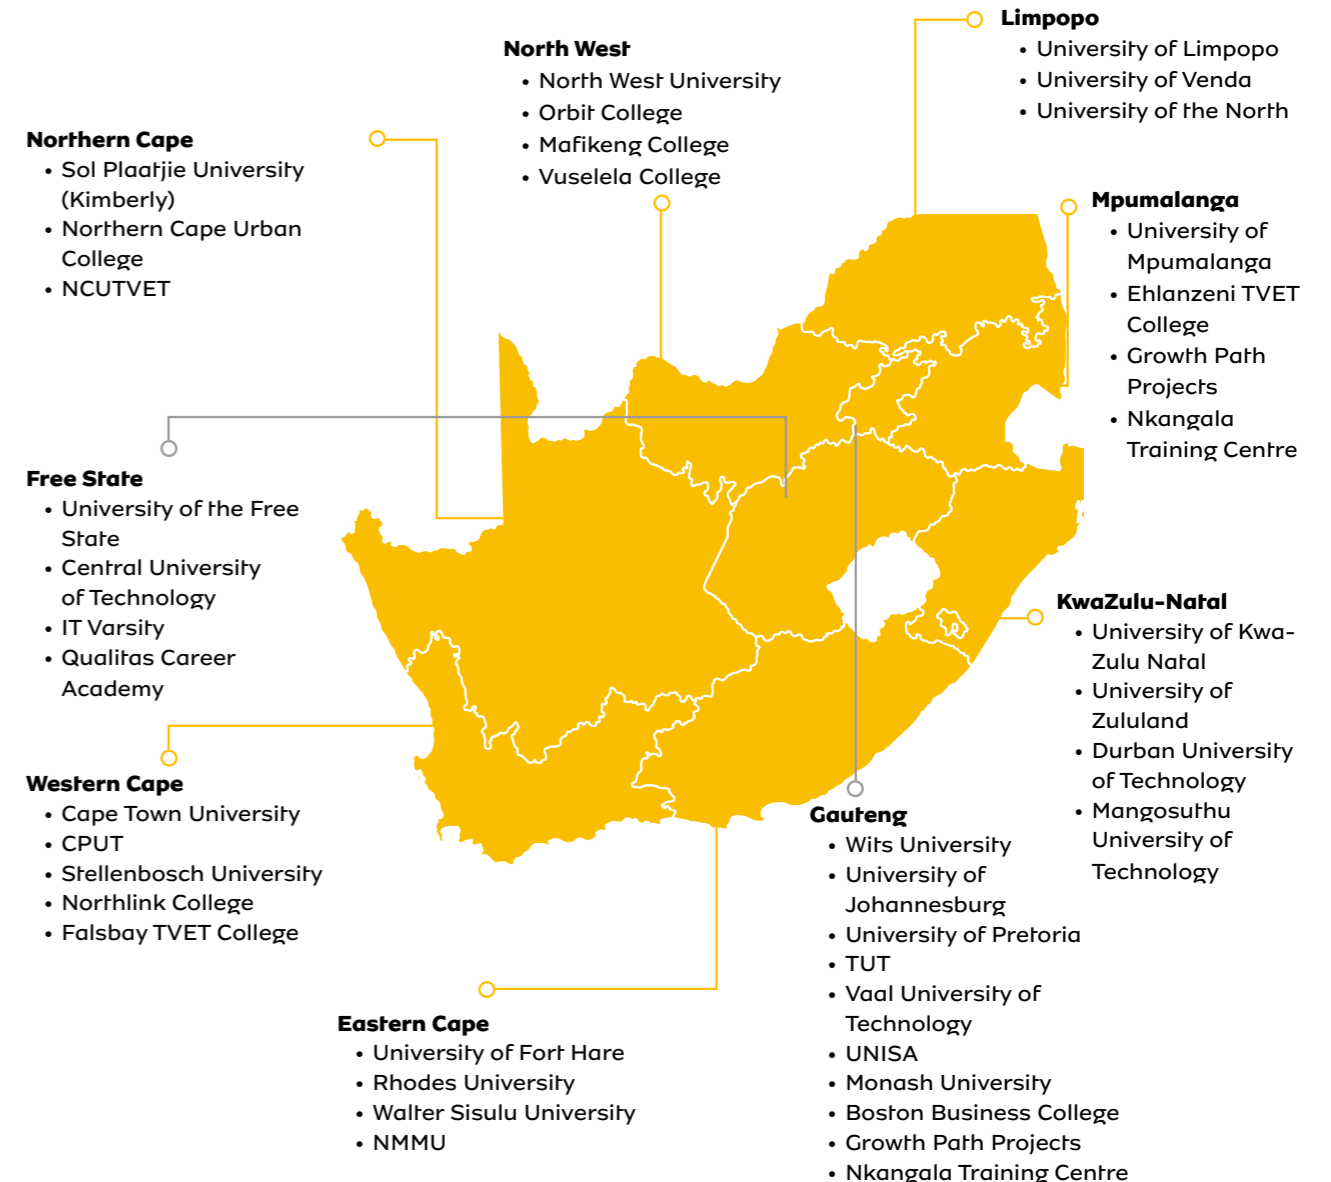 Limpopo
• University of Limpopo
• University of Venda
• University of the North
North West
• North West University
• Orbit College
• Mafikeng College
• Vuselela College
Northern Cape
• Sol Plaatjie University
(Kimberly)
• Northern Cape Urban
College
• NCUTVET
Mpumalanga
• University of
Mpumalanga
• Ehlanzeni TVET
College
• Growth Path
Projects
• Nkangala
Training Centre
Free State
• University of the Free
State
• Central University
of Technology
• IT Varsity
• Qualitas Career
Academy
KwaZulu-Natal
• University of Kwa-
Zulu Natal
• University of
Zululand
• Durban University
of Technology
• Mangosuthu
University of
Technology
Western Cape
• Cape Town University
• CPUT
• Stellenbosch University
• Northlink College
• Falsbay TVET College
Gauteng
• Wits University
• University of
Johannesburg
• University of Pretoria
• TUT
• Vaal University of
Technology
• UNISA
• Monash University
• Boston Business College
• Growth Path Projects
• Nkangala Training Centre
Eastern Cape
• University of Fort Hare
• Rhodes University
• Walter Sisulu University
• NMMU